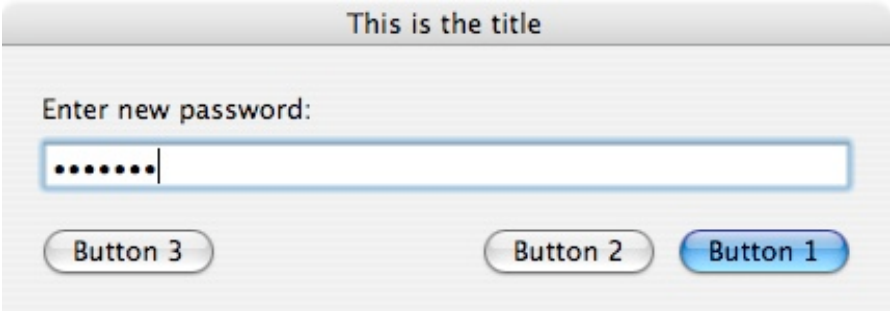 This is the title
Enter new password:
•••••••
Button 3 Button 2 Button 1